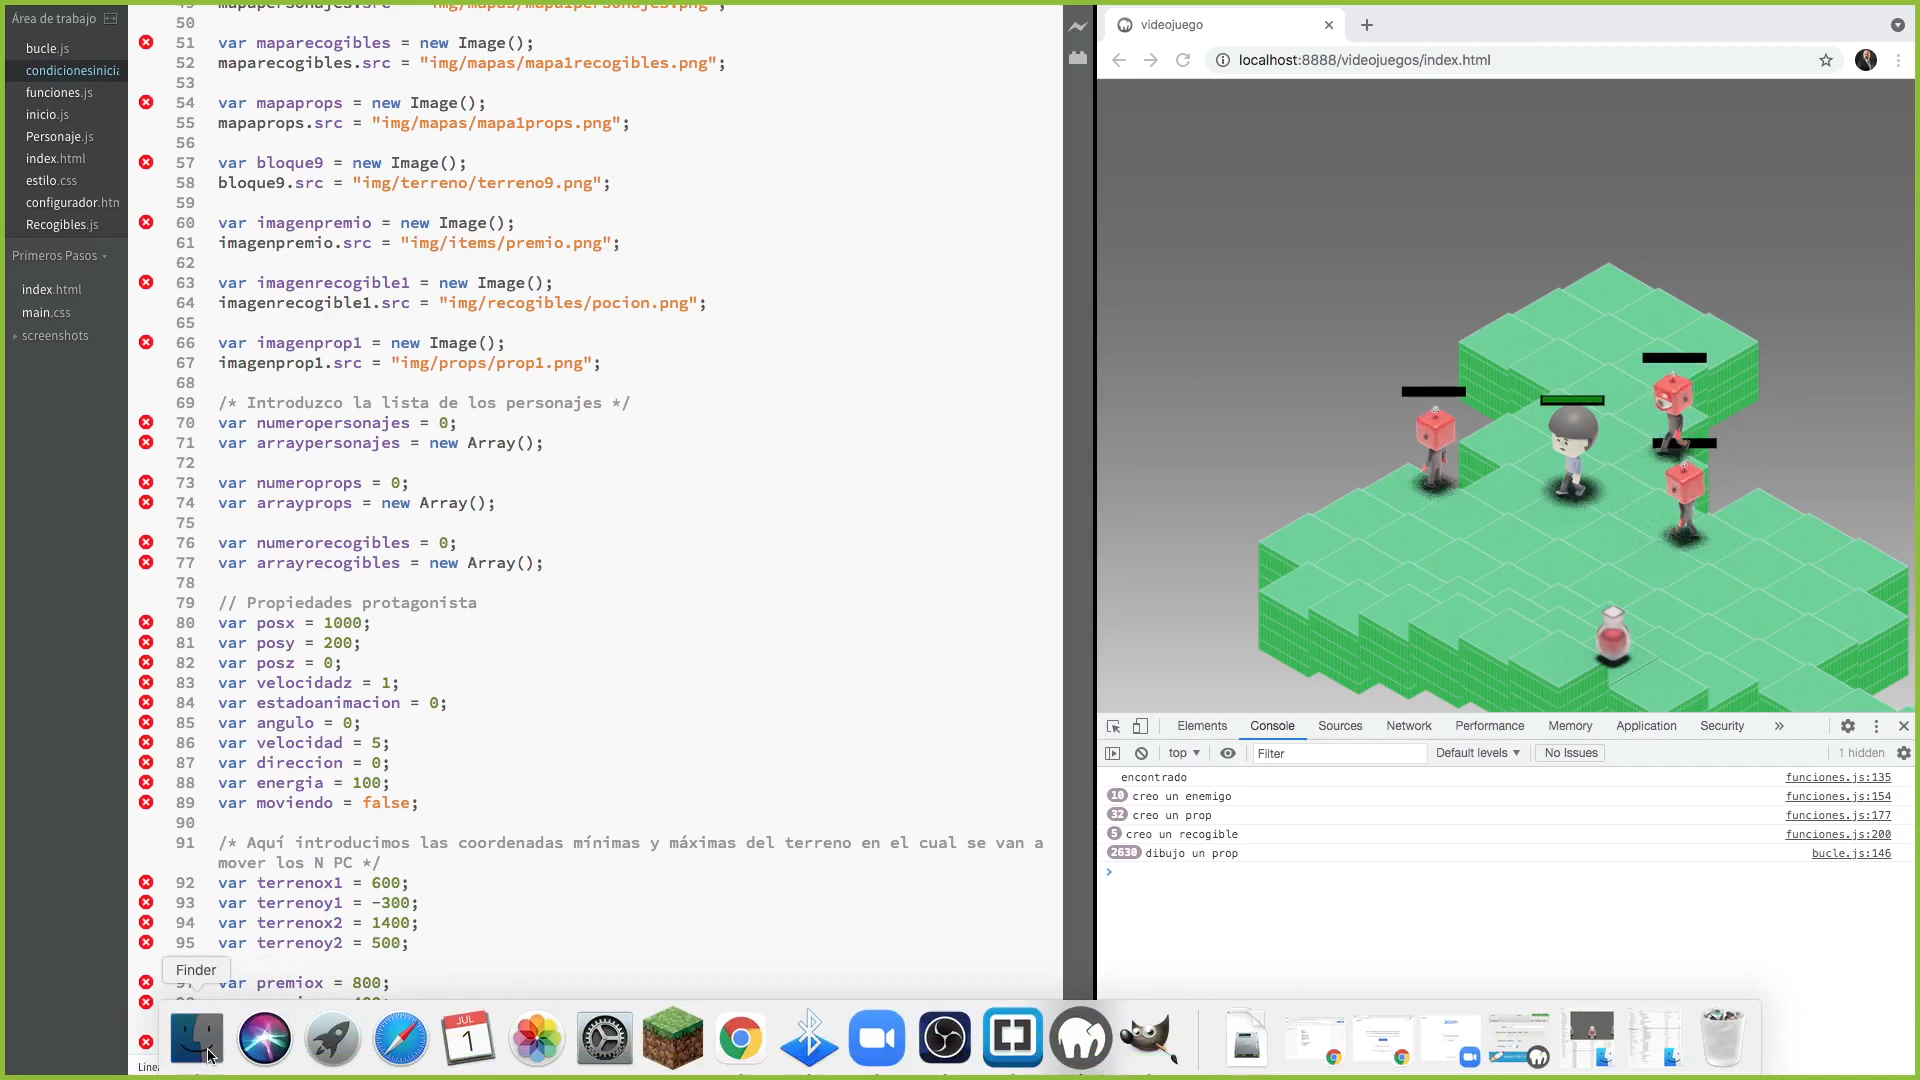 Área de trabajo
bucle.js
condicionesinicia
funciones.js
inicio.js
Personaje.js
index.html
estilo.css
configurador.htm
Recogibles.js
Primeros Pasos
index.html
main.css
screenshots
50
51 var maparecogibles = new Image();
52 maparecogibles.src = "img/mapas/mapa1recogibles.png";
53
54 var mapaprops = new Image();
55 mapaprops.src = "img/mapas/mapa1props.png";
56
57 var bloque9 = new Image();
58 bloque9.src = "img/terreno/terreno9.png";
59
60 var imagenpremio = new Image();
61 imagenpremio.src = "img/items/premio.png";
62
63 var imagenrecogible1 = new Image();
64 imagenrecogible1.src = "img/recogibles/pocion.png";
65
66 var imagenprop1 = new Image();
67 imagenprop1.src = "img/props/prop1.png";
68
69 /* Introduzco la lista de los personajes */
70 var numeropersonajes = 0;
71 var arraypersonajes = new Array();
72
73 var numeroprops = 0;
74 var arrayprops = new Array();
75
76 var numerorecogibles = 0;
77 var arrayrecogibles = new Array();
78
79 // Propiedades protagonista
80 var posx = 1000;
81 var posy = 200;
82 var posz = 0;
83 var velocidadz = 1;
84 var estadoanimacion = 0;
85 var angulo = 0;
86 var velocidad = 5;
87 var direccion = 0;
88 var energia = 100;
89 var moviendo = false;
90
91 /* Aquí introducimos las coordenadas mínimas y máximas del terreno en el cual se van a
mover los N PC */
92 var terrenox1 = 600;
93 var terrenoy1 = -300;
94 var terrenox2 = 1400;
95 var terrenoy2 = 500;
var premiox = 800;
Finder
JUL
1
zoom
videojuego
localhost:8888/videojuegos/index.html
Elements Console Sources Network Performance Memory Application Security »
top Filter Default levels No Issues 1 hidden
encontrado funciones.js:135
10 creo un enemigo funciones.js:154
32 creo un prop funciones.js:177
5 creo un recogible funciones.js:200
2630 dibujo un prop bucle.js:146